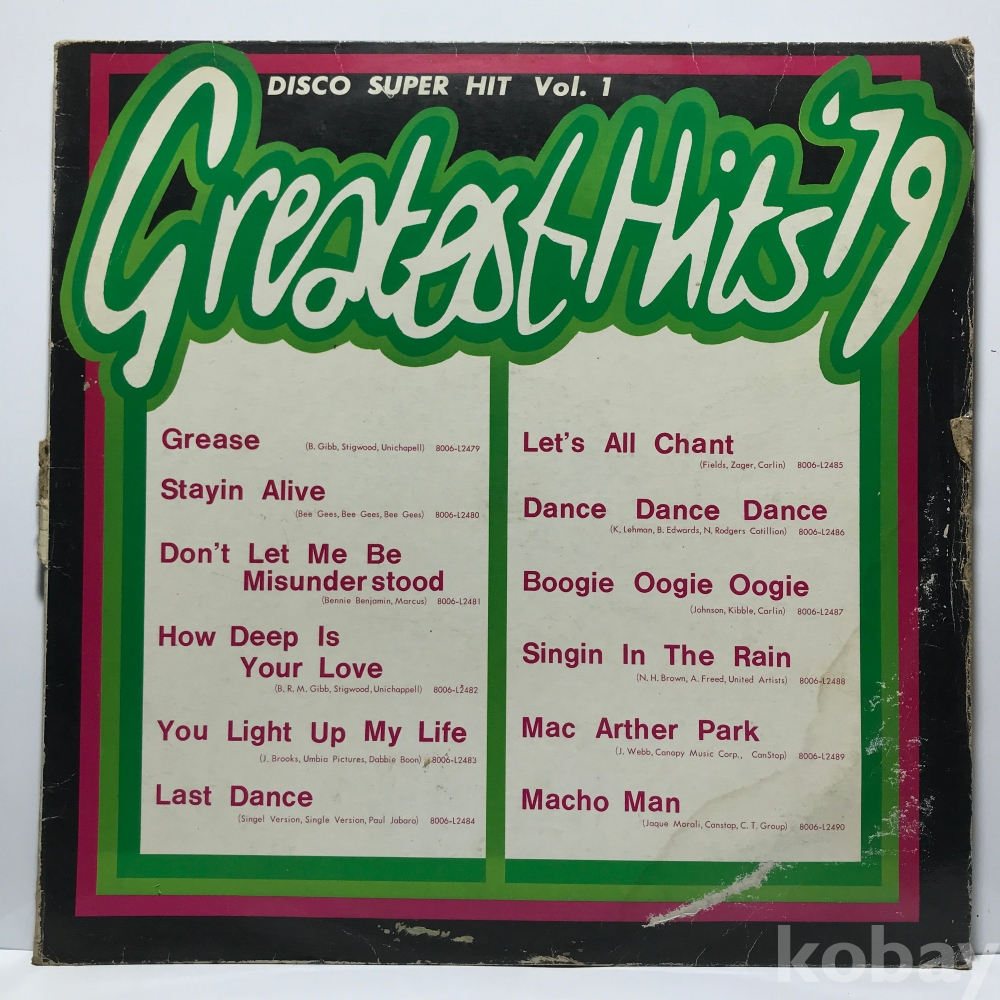 DISCO SUPER HIT Vol. 1
Greatest Hits '79
Grease (B. Gibb, Stigwood, Unichapell) 8006-L2479
Stayin Alive
(Bee Gees, Bee Gees, Bee Gees) 8006-L2480
Don't Let Me Be
Misunderstood
(Bennie Benjamin, Marcus) 8006-L2481
How Deep Is
Your Love
(B. R. M. Gibb, Stigwood, Unichappell) 8006-L2482
You Light Up My Life
(J. Brooks, Umbia Pictures, Dabbie Boon) 8006-L2483
Last Dance
(Singel Version, Single Version, Paul Jabara) 8006-L2484
Let's All Chant
(Fields, Zager, Carlin) 8006-L2485
Dance Dance Dance
(K, Lehman, B. Edwards, N. Rodgers Cotillion) 8006-L2486
Boogie Oogie Oogie
(Johnson, Kibble, Carlin) 8006-L2487
Singin In The Rain
(N. H. Brown, A. Freed, United Artists) 8006-L2488
Mac Arther Park
(J. Webb, Canopy Music Corp., CanStop) 8006-L2489
Macho Man
(Jaque Morali, Canstop, C. T. Group) 8006-L2490
kobay